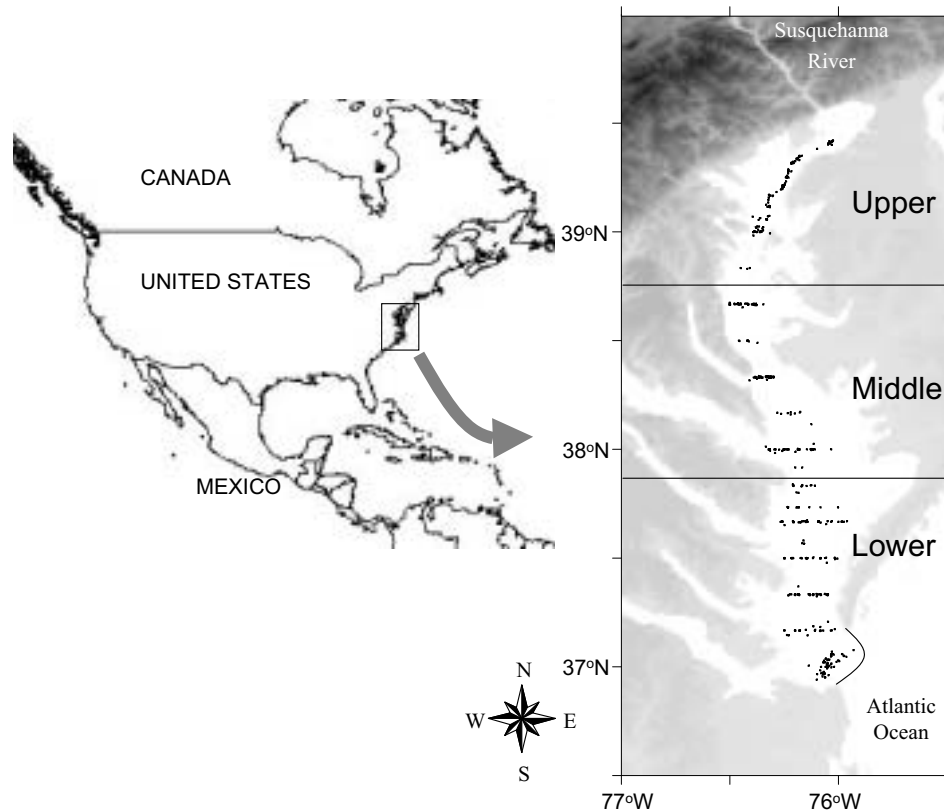 CANADA
UNITED STATES
MEXICO
N
W
E
S
Susquehanna
River
Upper
39°N
Middle
38°N
Lower
37°N
Atlantic
Ocean
77°W
76°W